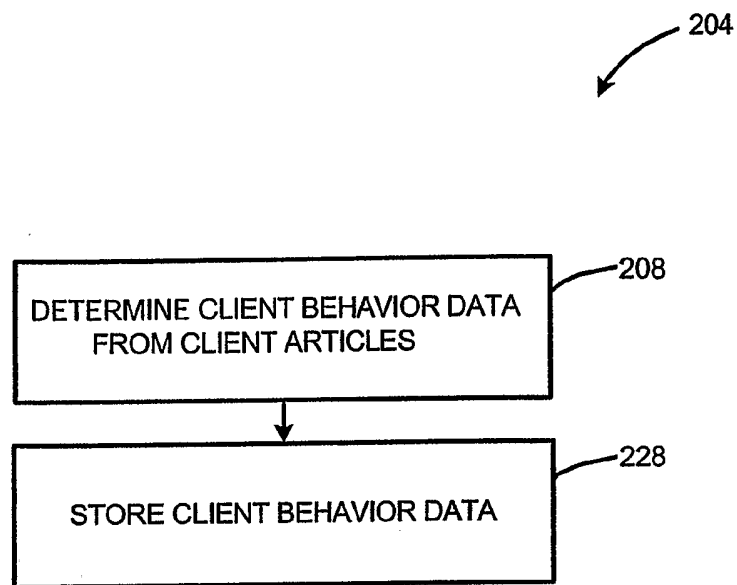 204
208
DETERMINE CLIENT BEHAVIOR DATA
FROM CLIENT ARTICLES
228
STORE CLIENT BEHAVIOR DATA